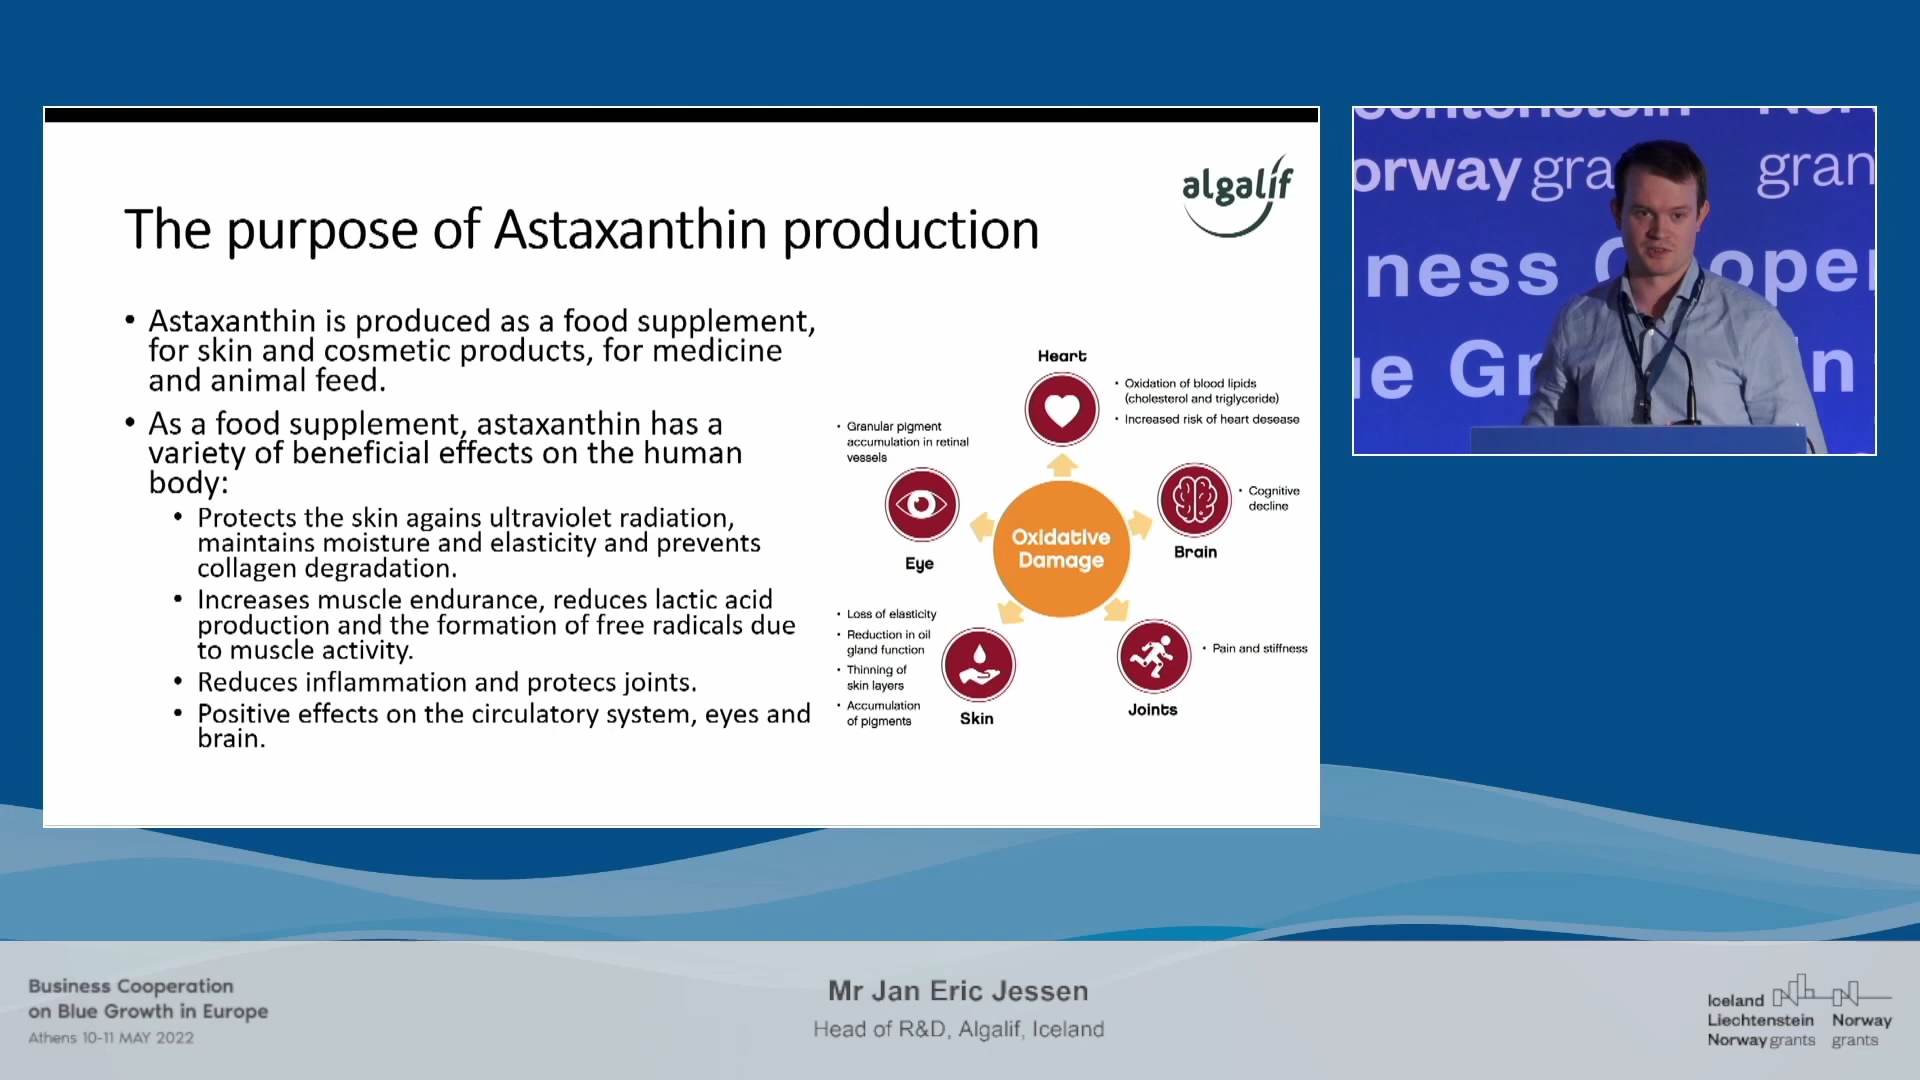 algalíf
The purpose of Astaxanthin production
• Astaxanthin is produced as a food supplement,
for skin and cosmetic products, for medicine
and animal feed.
• As a food supplement, astaxanthin has a
variety of beneficial effects on the human
body:
• Protects the skin agains ultraviolet radiation,
maintains moisture and elasticity and prevents
collagen degradation.
• Increases muscle endurance, reduces lactic acid
production and the formation of free radicals due
to muscle activity.
• Reduces inflammation and protecs joints.
• Positive effects on the circulatory system, eyes and
brain.
Heart
• Oxidation of blood lipids
(cholesterol and triglyceride)
• Increased risk of heart desease
• Granular pigment
accumulation in retinal
vessels
Eye
• Cognitive
decline
Brain
Oxidative
Damage
• Loss of elasticity
• Reduction in oil
gland function
• Thinning of
skin layers
• Accumulation
of pigments
Skin
• Pain and stiffness
Joints
orway gra
gran
ness Cooper
ue Gr in
Business Cooperation
on Blue Growth in Europe
Athens 10-11 MAY 2022
Mr Jan Eric Jessen
Head of R&D, Algalif, Iceland
Iceland
Liechtenstein Norway
Norway grants grants